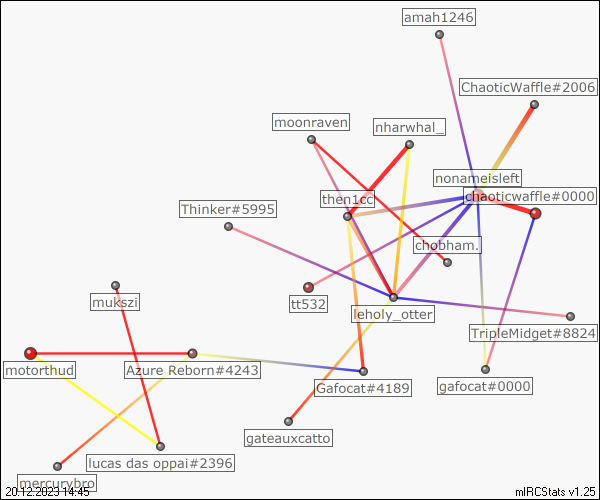 amah1246
ChaoticWaffle#2006
moonraven
nharwhal_
nonameisleft
chaoticwaffle#0000
then1cc
Thinker#5995
chobham.
mukszi
tt532
leholy_otter
TripleMidget#8824
motorthud
Azure Reborn#4243
Gafocat#4189
gafocat#0000
gateauxcatto
lucas das oppai#2396
mercurybro
20.12.2023 14:45
mIRCStats v1.25